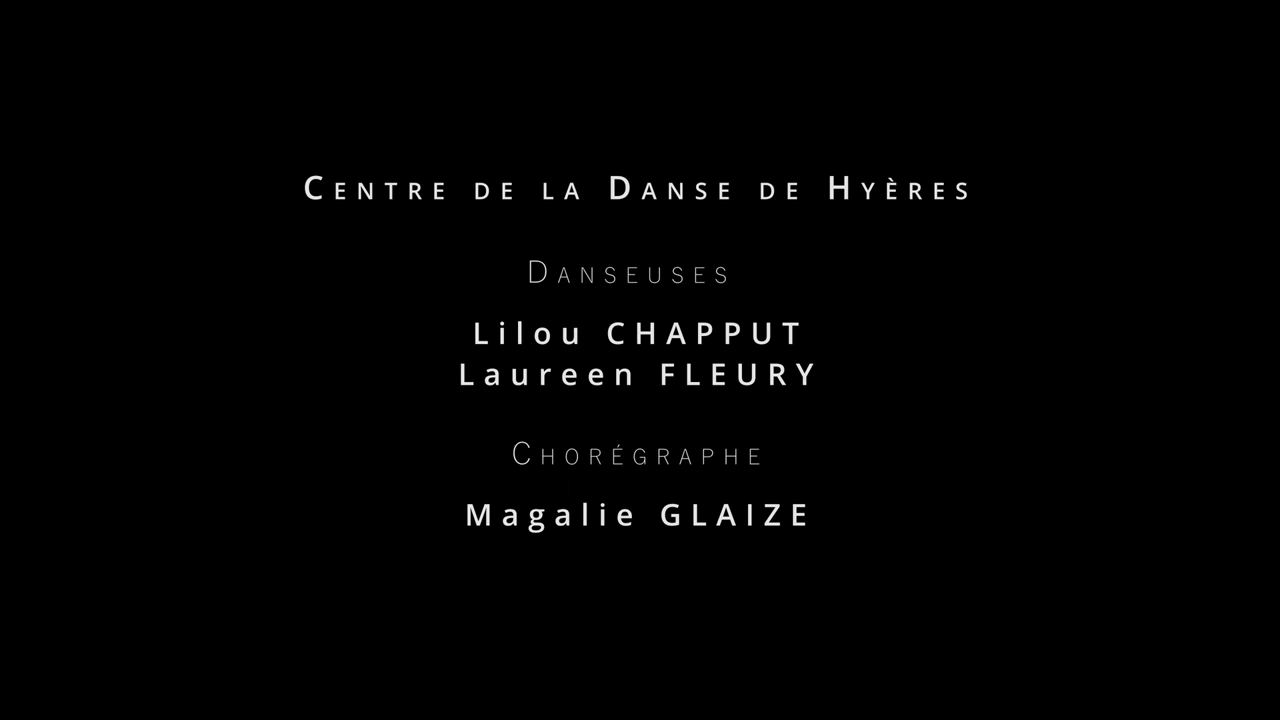 Centre de la Danse de Hyères
Danseuses
Lilou CHAPPUT
Laureen FLEURY
Chorégraphe
Magalie GLAIZE